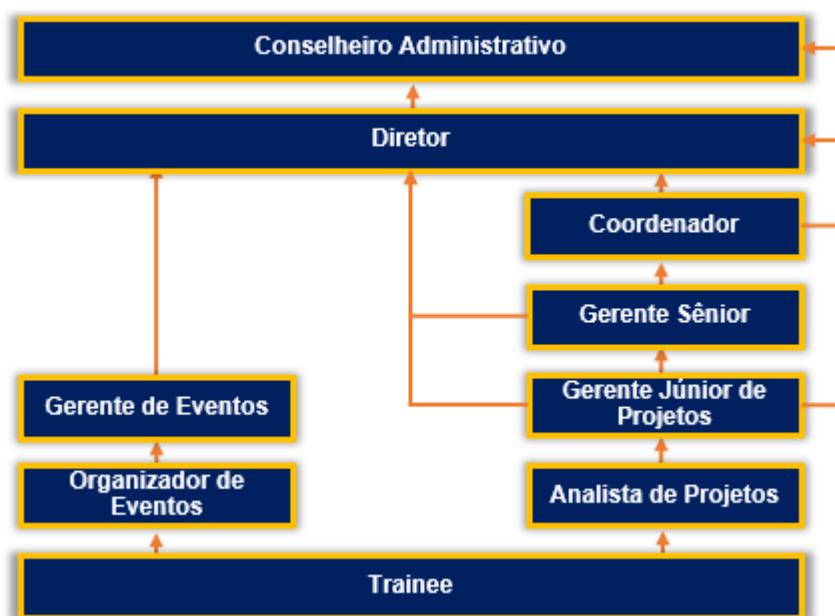 Conselheiro Administrativo
Diretor
Coordenador
Gerente Sênior
Gerente de Eventos
Gerente Júnior de
Projetos
Organizador de
Eventos
Analista de Projetos
Trainee